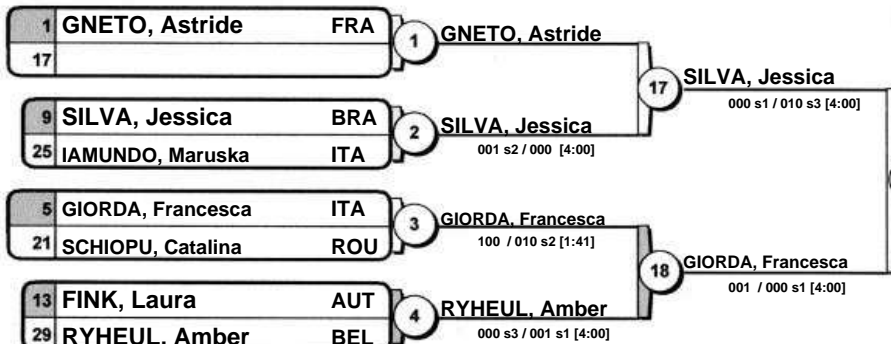 1 GNETO, Astride FRA
17
1
GNETO, Astride
9 SILVA, Jessica BRA
25 IAMUNDO, Maruska ITA
2
SILVA, Jessica
001 s2 / 000 [4:00]
17
SILVA, Jessica
000 s1 / 010 s3 [4:00]
5 GIORDA, Francesca ITA
21 SCHIOPU, Catalina ROU
3
GIORDA, Francesca
100 / 010 s2 [1:41]
13 FINK, Laura AUT
29 RYHEUL, Amber BEL
4
RYHEUL, Amber
000 s3 / 001 s1 [4:00]
18
GIORDA, Francesca
001 / 000 s1 [4:00]